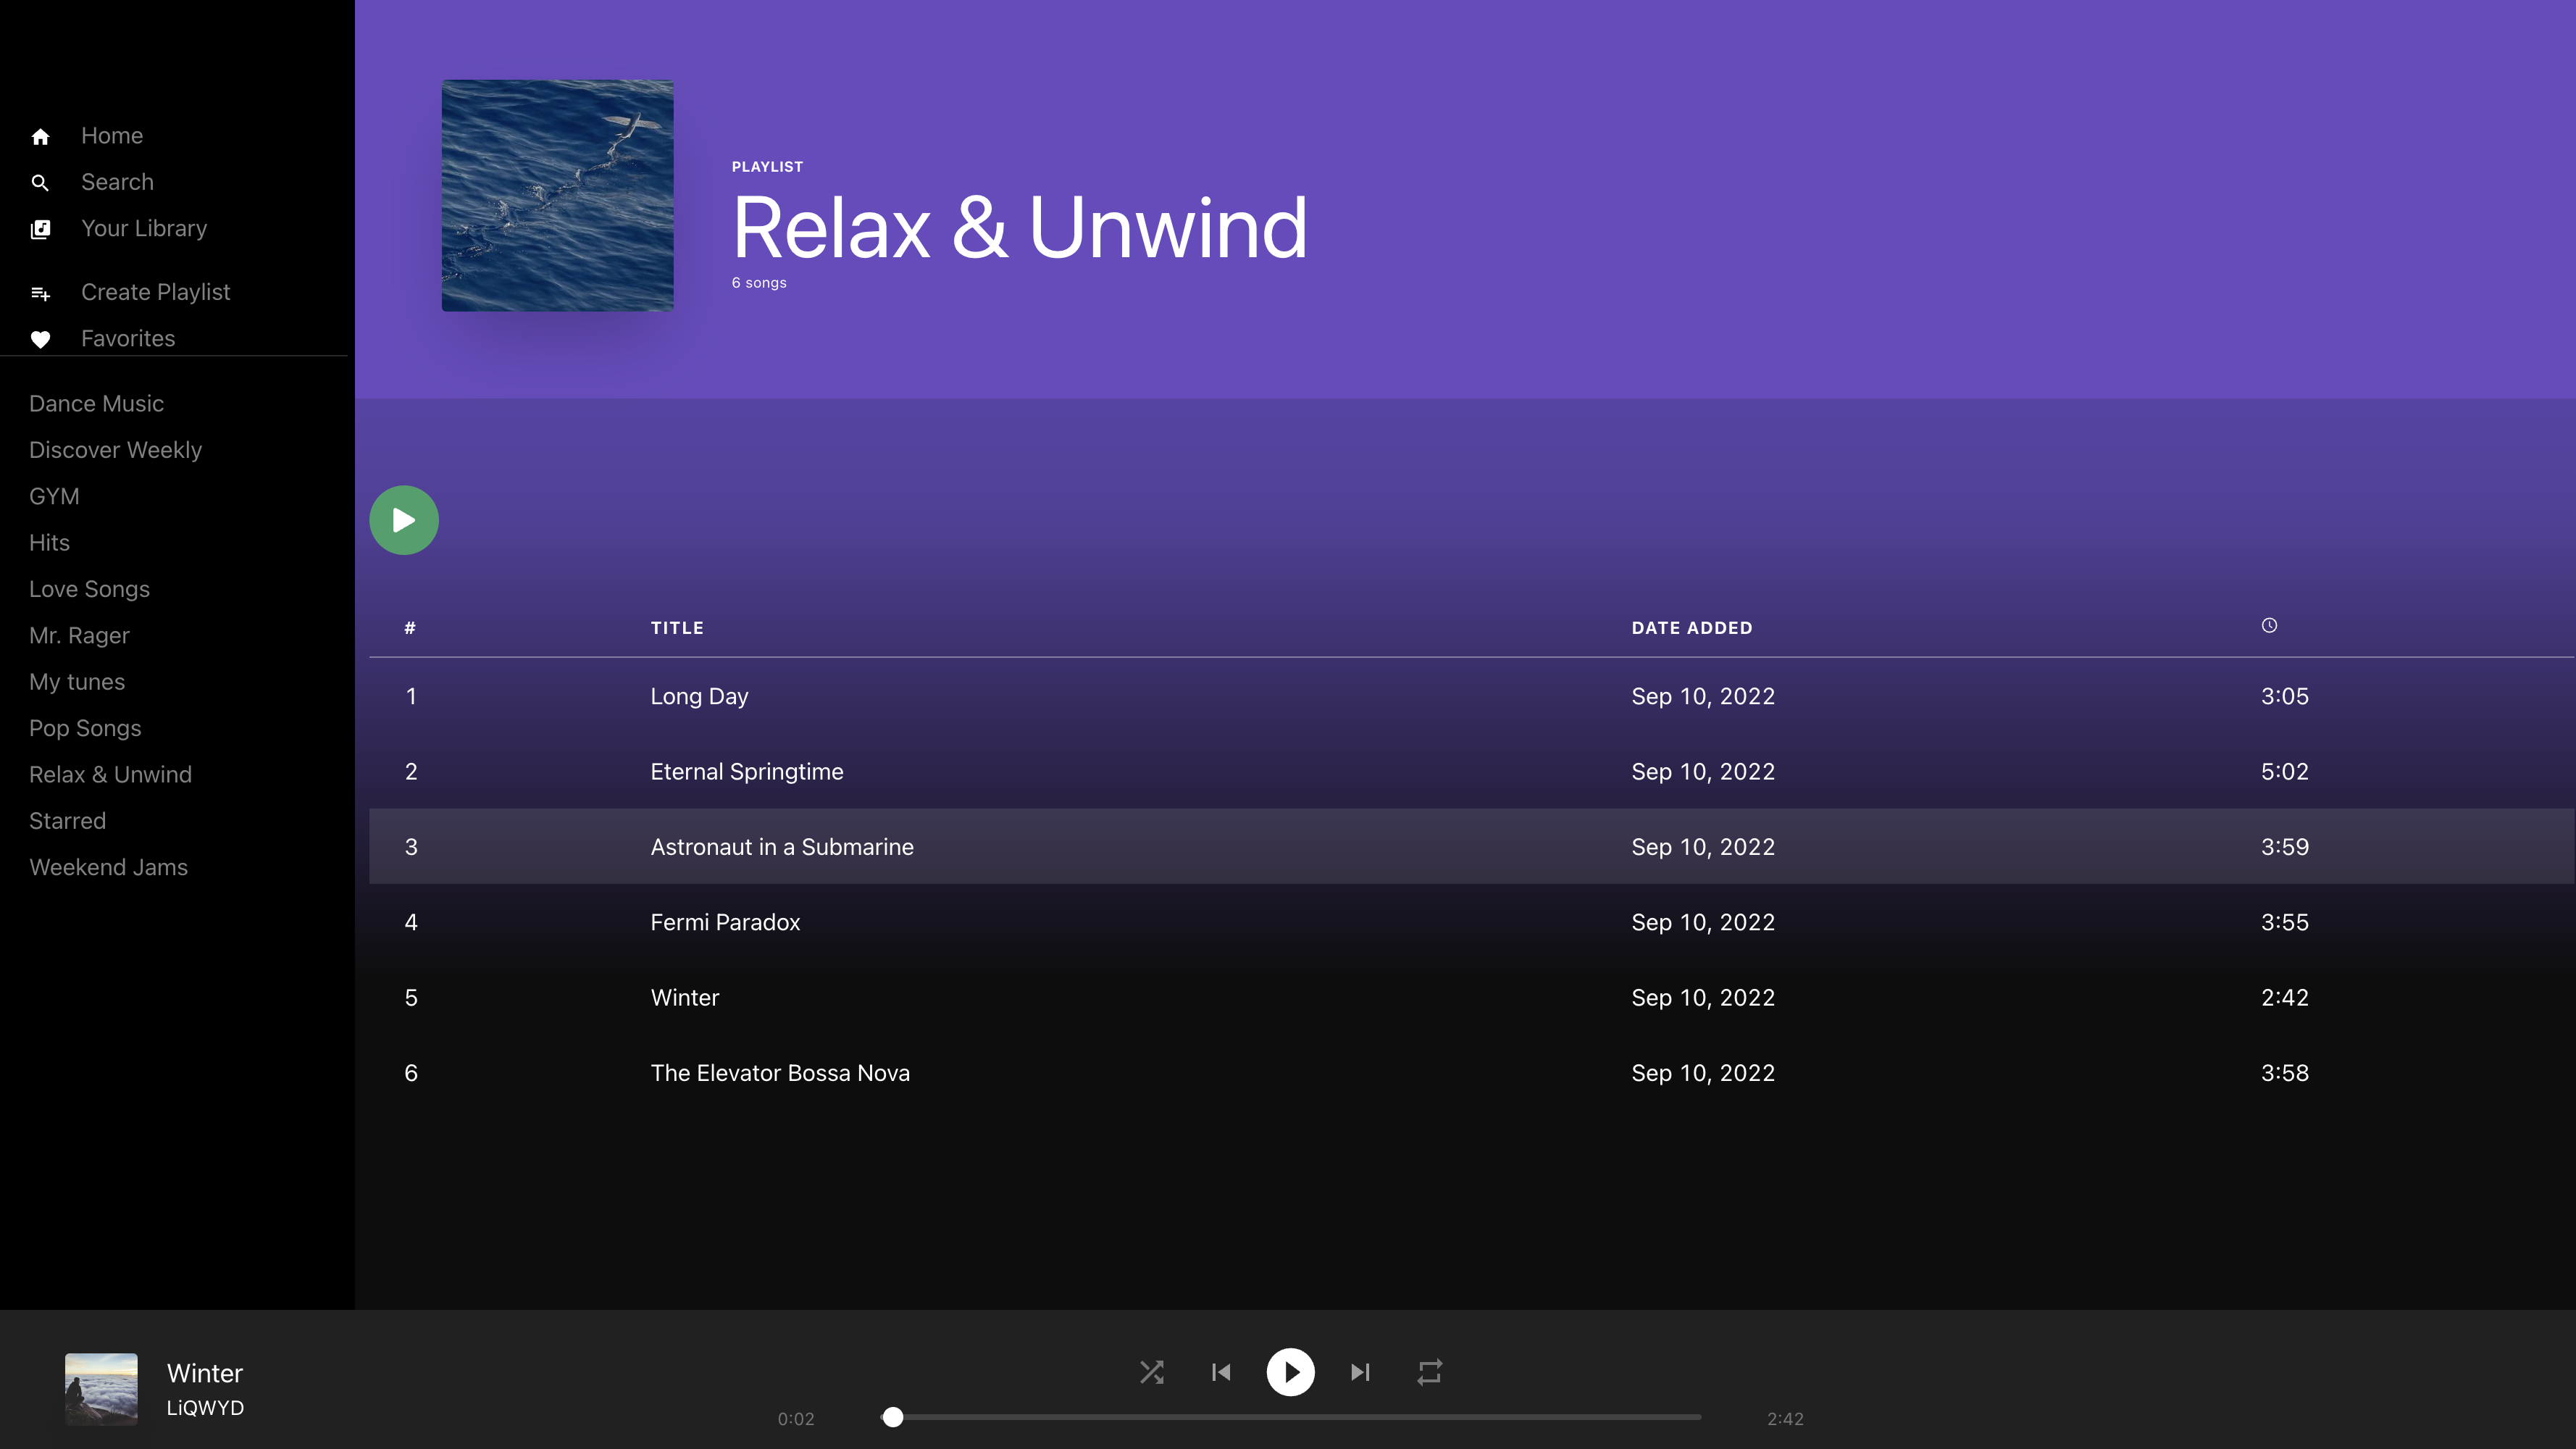 Home
Search
Your Library
Create Playlist
Favorites
Dance Music
Discover Weekly
GYM
Hits
Love Songs
Mr. Rager
My tunes
Pop Songs
Relax & Unwind
Starred
Weekend Jams
PLAYLIST
Relax & Unwind
6 songs
# TITLE DATE ADDED
1 Long Day Sep 10, 2022 3:05
2 Eternal Springtime Sep 10, 2022 5:02
3 Astronaut in a Submarine Sep 10, 2022 3:59
4 Fermi Paradox Sep 10, 2022 3:55
5 Winter Sep 10, 2022 2:42
6 The Elevator Bossa Nova Sep 10, 2022 3:58
Winter
LiQWYD
0:02 2:42